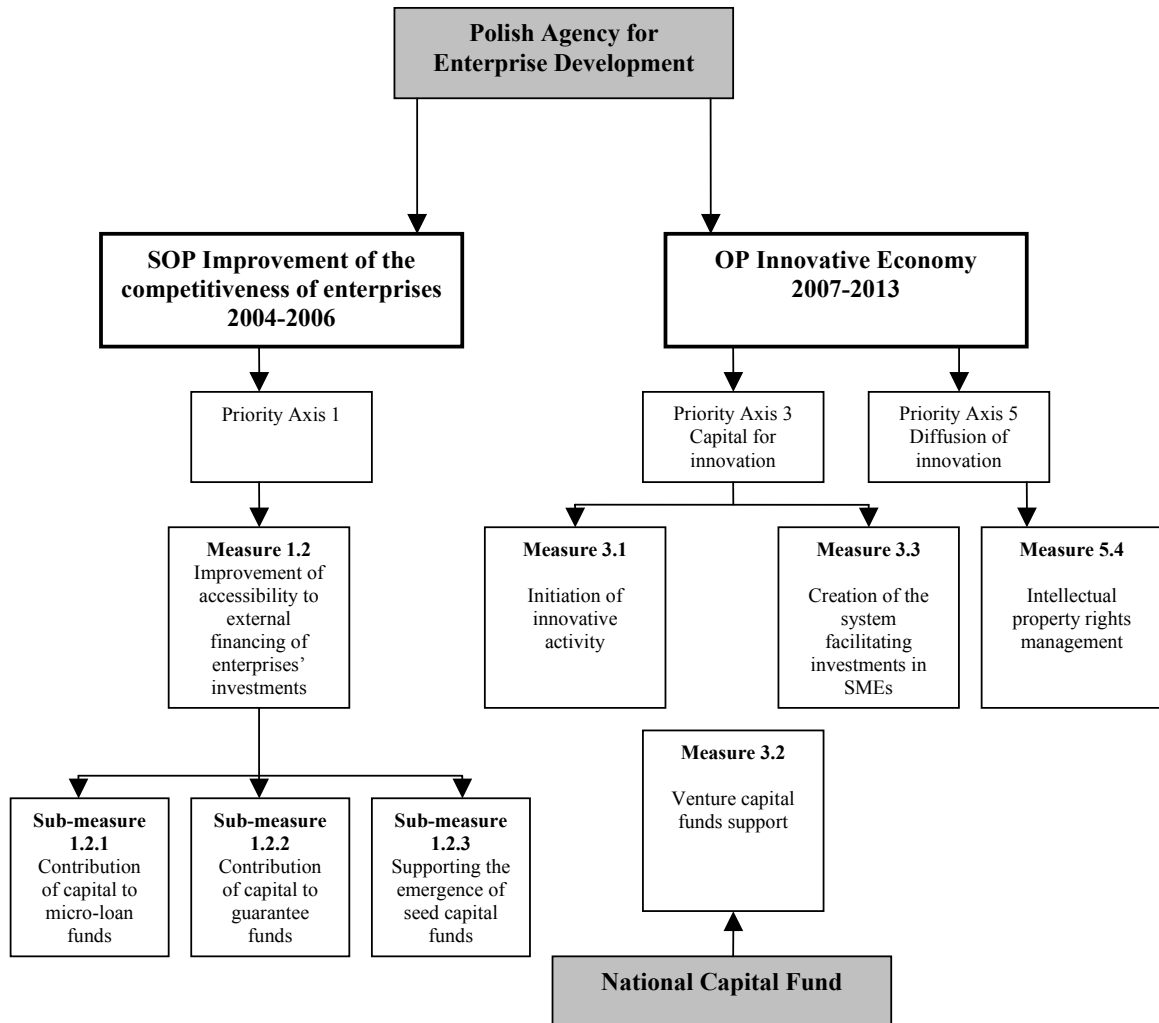 Polish Agency for
Enterprise Development
SOP Improvement of the
competitiveness of enterprises
2004-2006
OP Innovative Economy
2007-2013
Priority Axis 1
Priority Axis 3
Capital for
innovation
Priority Axis 5
Diffusion of
innovation
Measure 1.2
Improvement of
accessibility to
external
financing of
enterprises’
investments
Measure 3.1
Initiation of
innovative
activity
Measure 3.3
Creation of the
system
facilitating
investments in
SMEs
Measure 5.4
Intellectual
property rights
management
Measure 3.2
Venture capital
funds support
Sub-measure
1.2.1
Contribution
of capital to
micro-loan
funds
Sub-measure
1.2.2
Contribution
of capital to
guarantee
funds
Sub-measure
1.2.3
Supporting the
emergence of
seed capital
funds
National Capital Fund